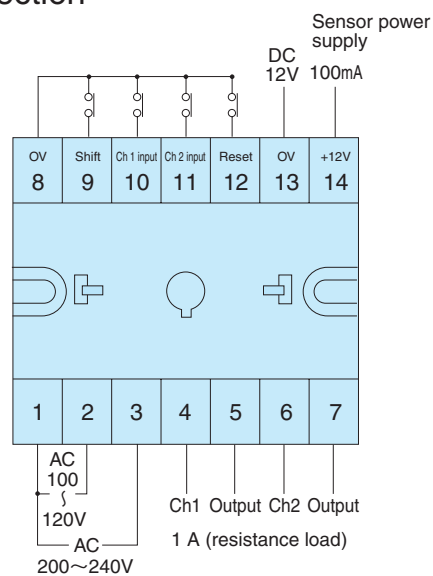 Sensor power
supply
DC
12V 100mA
OV Shift Ch 1 input Ch 2 input Reset OV +12V
8 9 10 11 12 13 14
1 2 3 4 5 6 7
AC
100
∫
120V
AC
200〜240V
Ch1 Output Ch2 Output
1 A (resistance load)